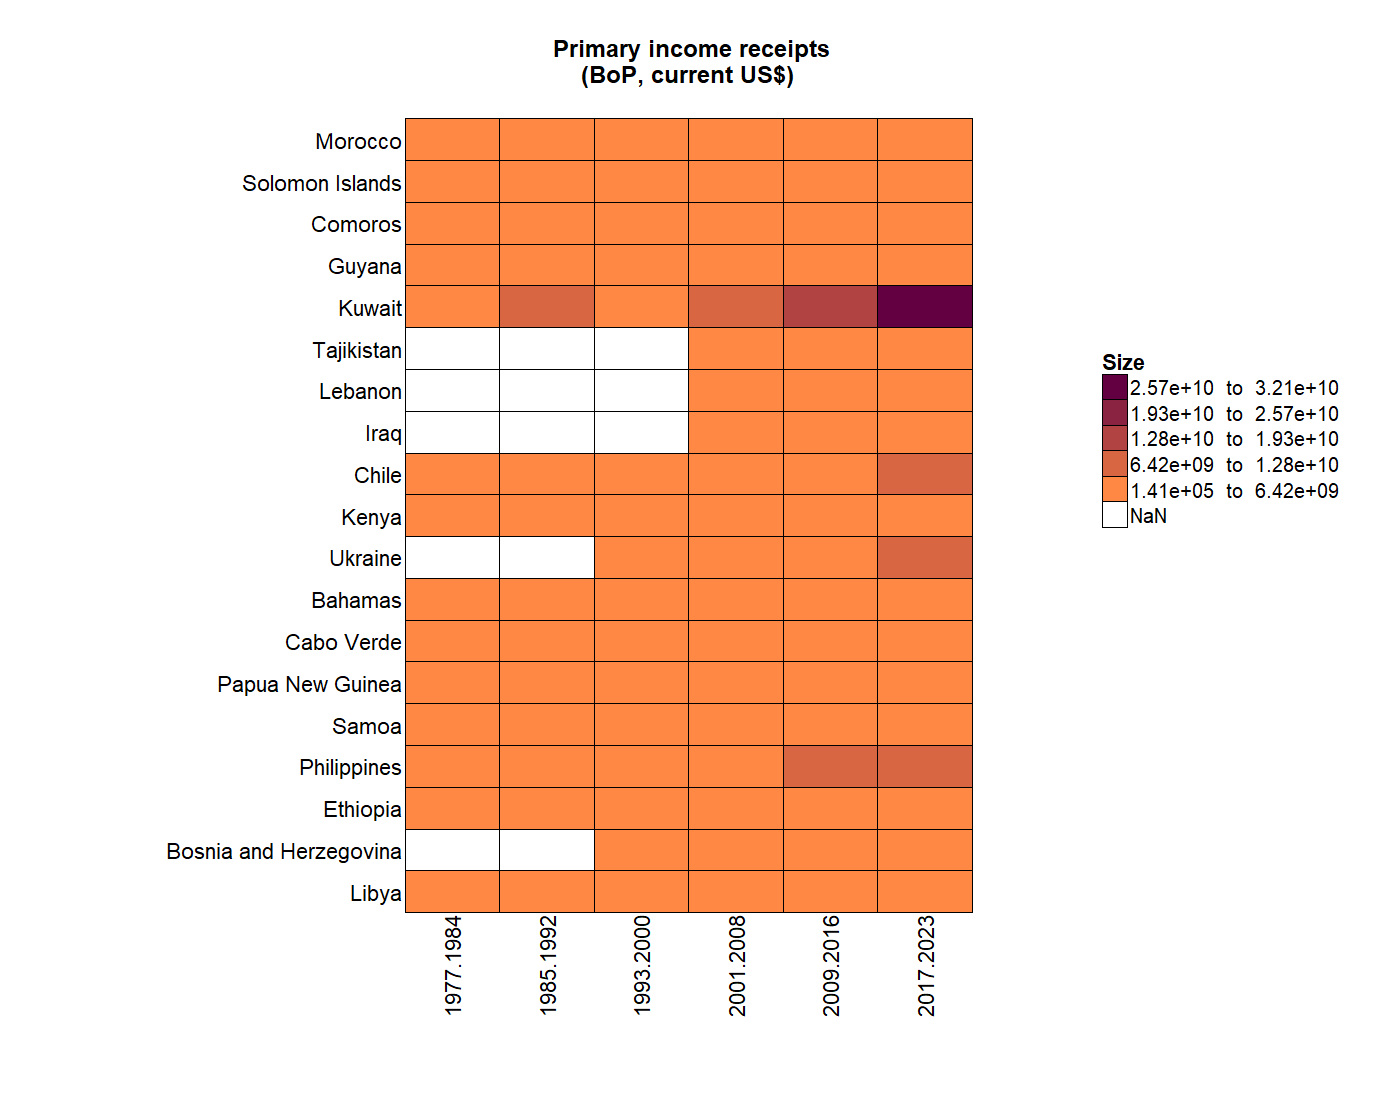 Primary income receipts
(BoP, current US$)
Morocco
Solomon Islands
Comoros
Guyana
Kuwait
Tajikistan
Lebanon
Iraq
Chile
Kenya
Ukraine
Bahamas
Cabo Verde
Papua New Guinea
Samoa
Philippines
Ethiopia
Bosnia and Herzegovina
Libya
1977.1984
1985.1992
1993.2000
2001.2008
2009.2016
2017.2023
Size
2.57e+10 to 3.21e+10
1.93e+10 to 2.57e+10
1.28e+10 to 1.93e+10
6.42e+09 to 1.28e+10
1.41e+05 to 6.42e+09
NaN